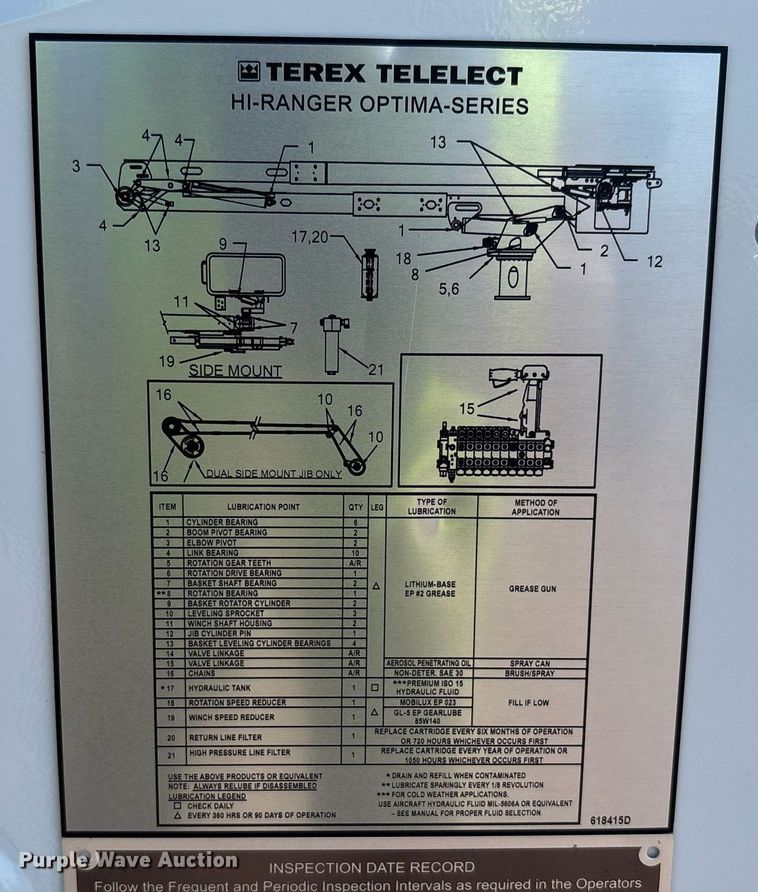 TEREX TELELECT
HI-RANGER OPTIMA-SERIES
4 4 1 13
3
4
13
1
18
8
5,6
1
2
12
9
17,20
11
7
19
SIDE MOUNT
21
16
10
16
10
16
DUAL SIDE MOUNT JIB ONLY
15
ITEM LUBRICATION POINT QTY LEG TYPE OF LUBRICATION METHOD OF APPLICATION
1 CYLINDER BEARING 6
2 BOOM PIVOT BEARING 2
3 ELBOW PIVOT 2
4 LINK BEARING 10
5 ROTATION GEAR TEETH A/R
6 ROTATION DRIVE BEARING 1
7 BASKET SHAFT BEARING 2
△ LITHIUM-BASE EP #2 GREASE GREASE GUN
**8 ROTATION BEARING 1
9 BASKET ROTATOR CYLINDER 2
10 LEVELING SPROCKET 3
11 WINCH SHAFT HOUSING 2
12 JIB CYLINDER PIN 1
13 BASKET LEVELING CYLINDER BEARINGS 4
14 VALVE LINKAGE A/R
15 VALVE LINKAGE A/R AEROSOL PENETRATING OIL SPRAY CAN
16 CHAINS A/R NON-DETER. SAE 30 BRUSH/SPRAY
*17 HYDRAULIC TANK 1 □ ***PREMIUM ISO 15 HYDRAULIC FLUID
18 ROTATION SPEED REDUCER 1 MOBILUX EP 023 FILL IF LOW
19 WINCH SPEED REDUCER 1 △ GL-5 EP GEARLUBE 85W140
20 RETURN LINE FILTER 1 REPLACE CARTRIDGE EVERY SIX MONTHS OF OPERATION
OR 720 HOURS WHICHEVER OCCURS FIRST
21 HIGH PRESSURE LINE FILTER 1 REPLACE CARTRIDGE EVERY YEAR OF OPERATION OR
1050 HOURS WHICHEVER OCCURS FIRST
USE THE ABOVE PRODUCTS OR EQUIVALENT
NOTE: ALWAYS RELUBE IF DISASSEMBLED
LUBRICATION LEGEND
□ CHECK DAILY
△ EVERY 360 HRS OR 90 DAYS OF OPERATION
* DRAIN AND REFILL WHEN CONTAMINATED
** LUBRICATE SPARINGLY EVERY 1/8 REVOLUTION
*** FOR COLD WEATHER APPLICATIONS.
USE AIRCRAFT HYDRAULIC FLUID MIL-5606A OR EQUIVALENT
– SEE MANUAL FOR PROPER FLUID SELECTION
618415D
Purple Wave Auction
INSPECTION DATE RECORD
Follow the Frequent and Periodic Inspection Intervals as required in the Operators